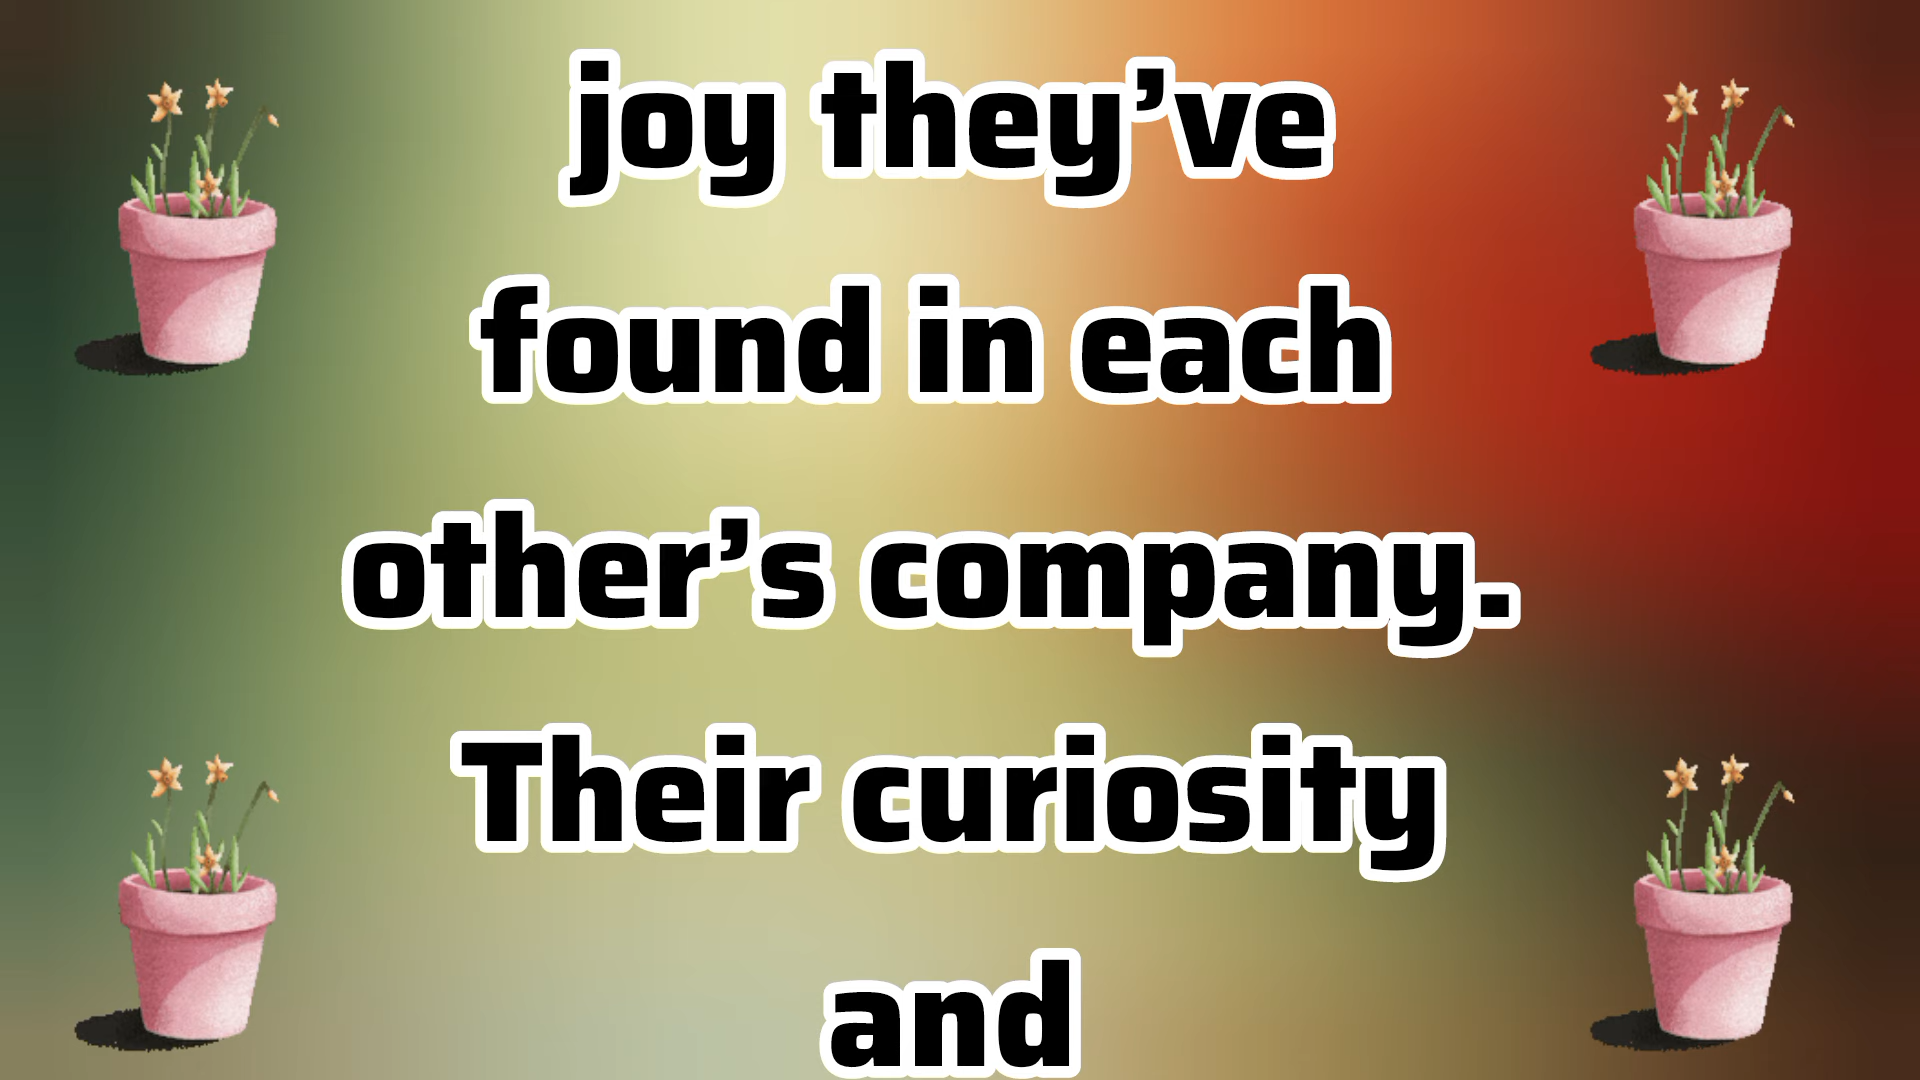 joy they’ve
found in each
other’s company.
Their curiosity
and